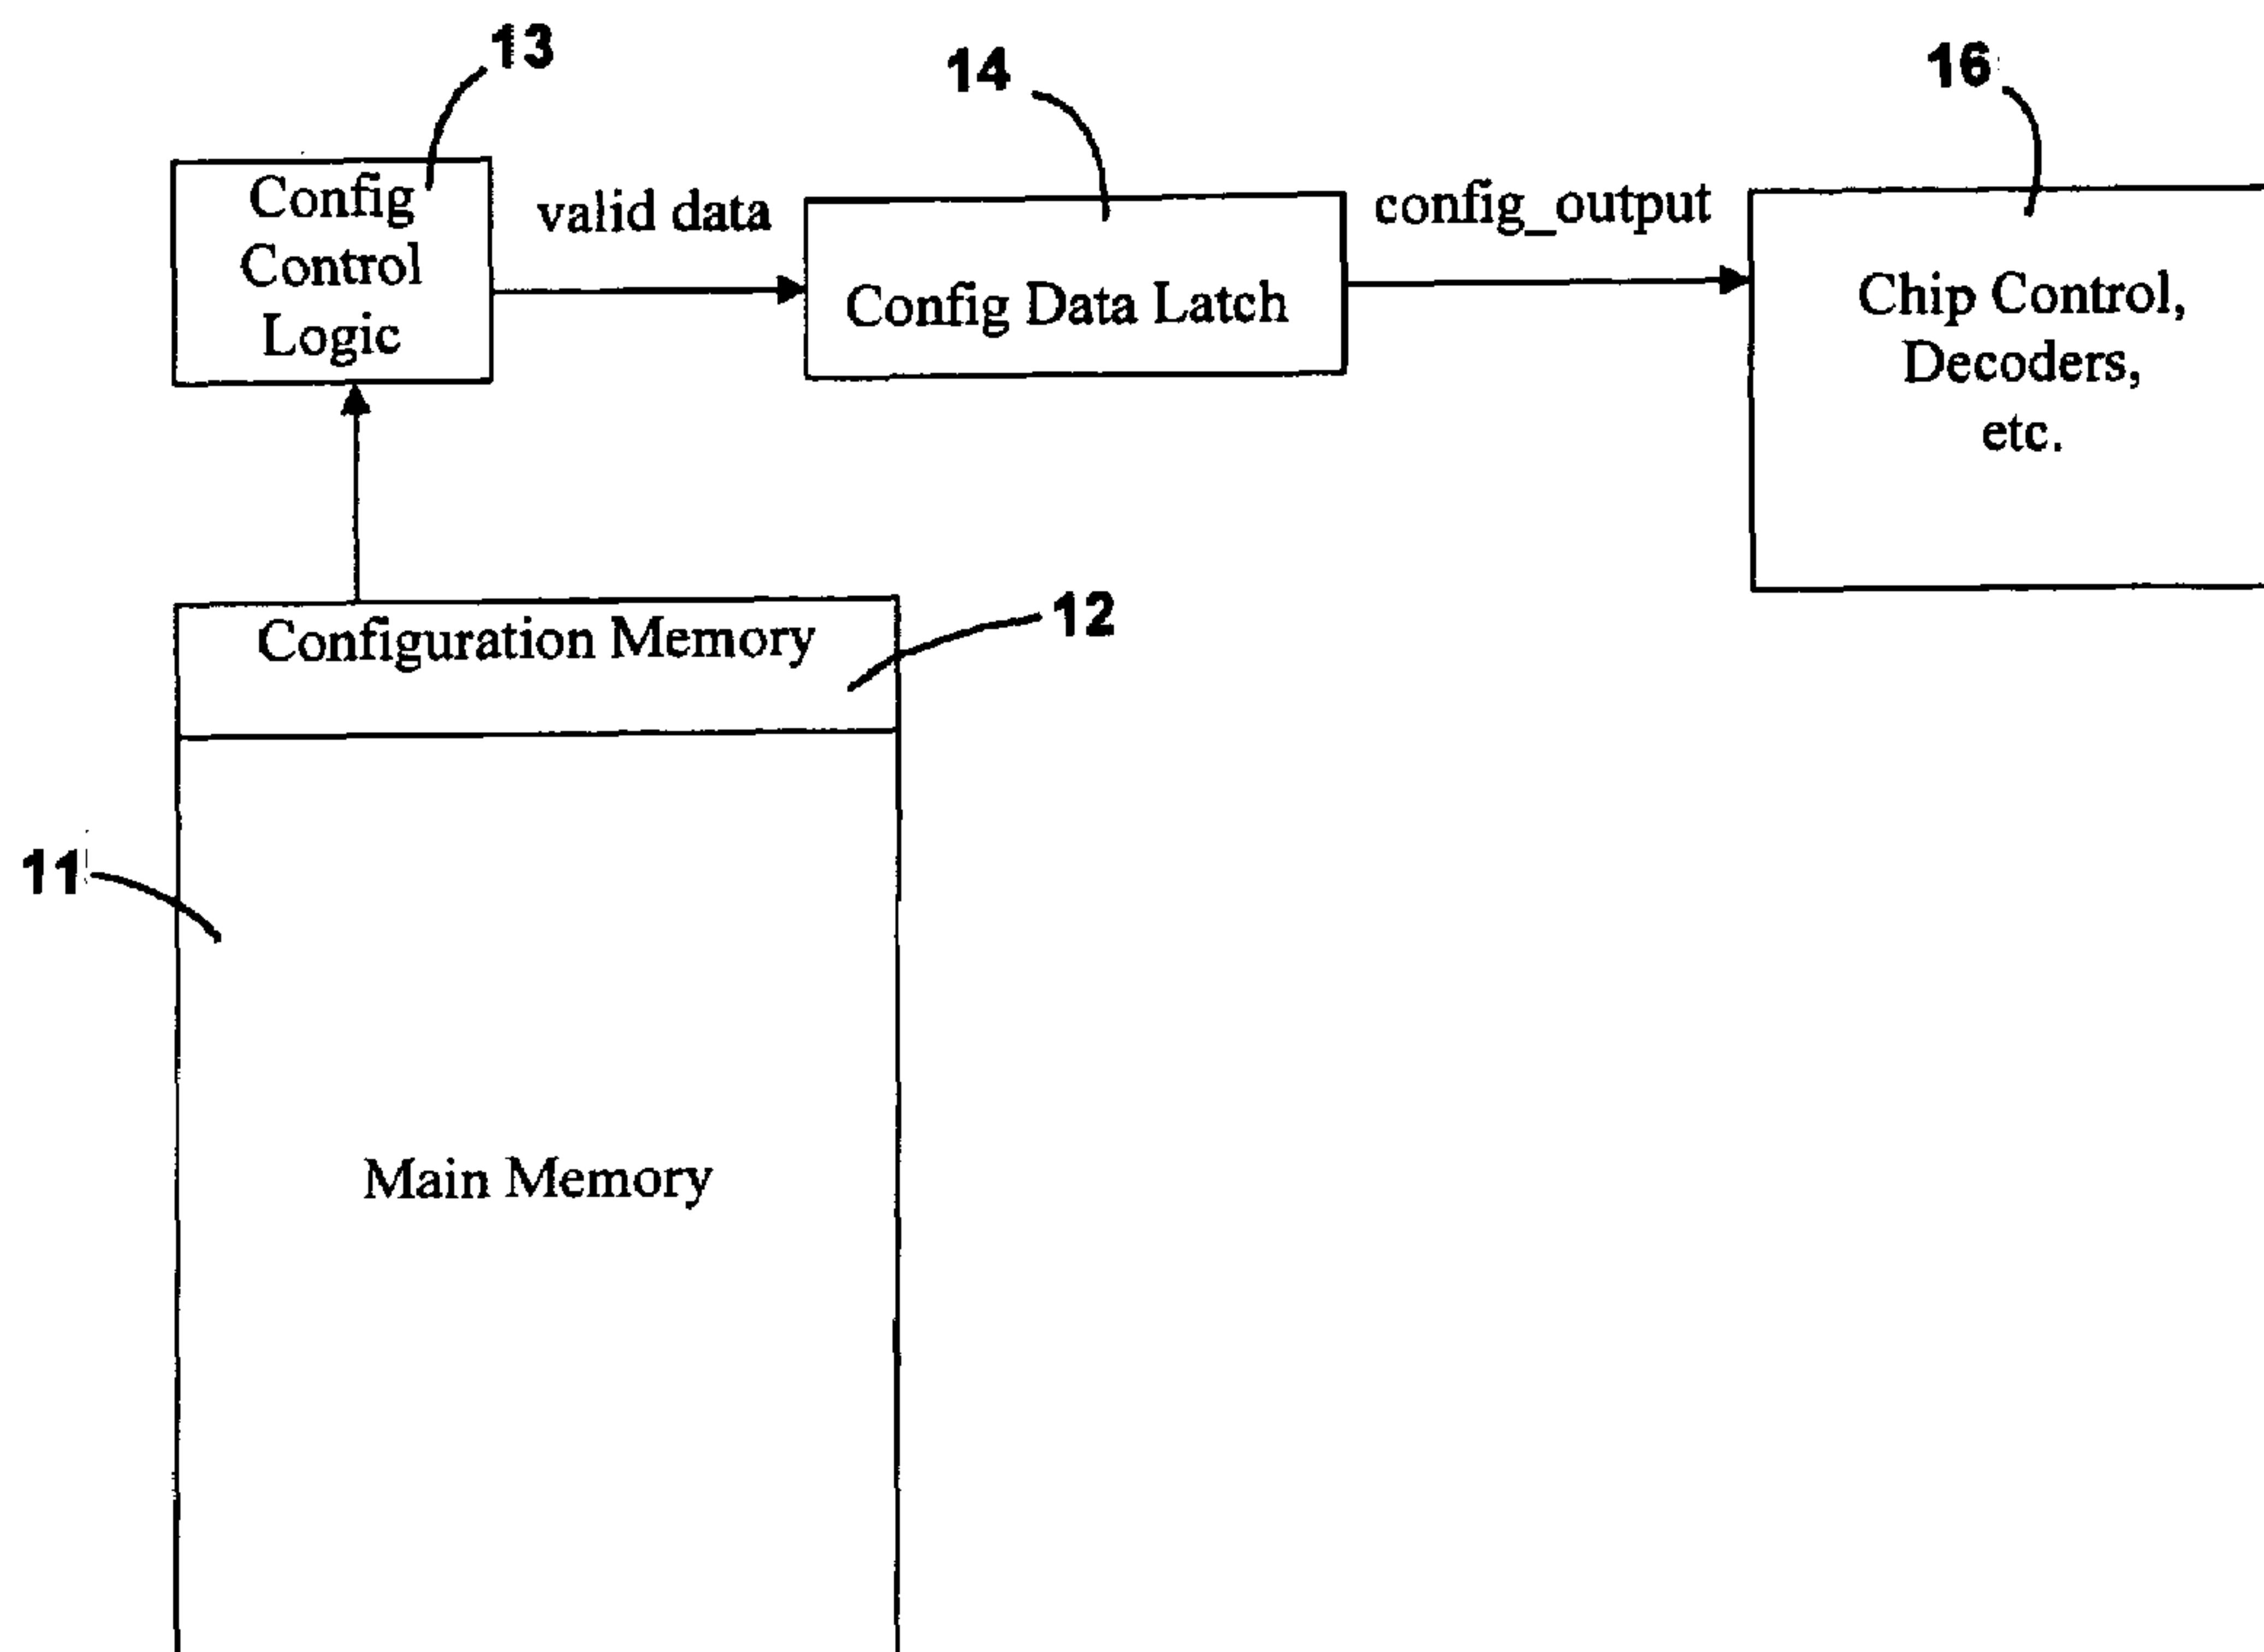 13
14
16
Config
Control
Logic
valid data
Config Data Latch
config_output
Chip Control,
Decoders,
etc.
Configuration Memory
12
11
Main Memory